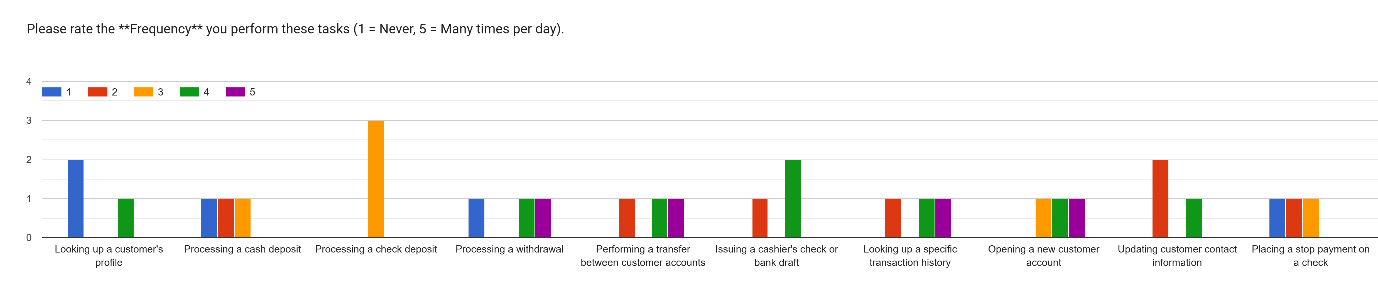 Please rate the **Frequency** you perform these tasks (1 = Never, 5 = Many times per day).
4
1 2 3 4 5
3
2
1
0
Looking up a customer's
profile
Processing a cash deposit
Processing a check deposit
Processing a withdrawal
Performing a transfer
between customer accounts
Issuing a cashier's check or
bank draft
Looking up a specific
transaction history
Opening a new customer
account
Updating customer contact
information
Placing a stop payment on
a check